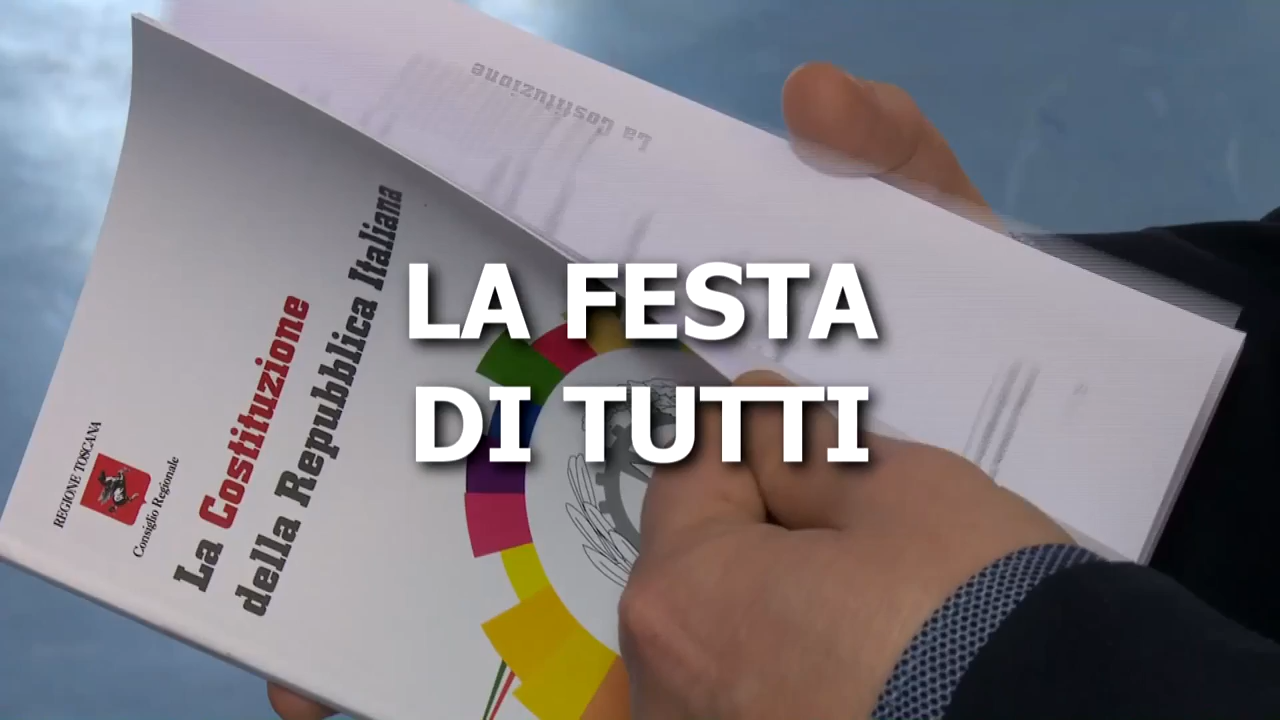 La Costituzione
LA FESTA
DI TUTTI
La Costituzione
della Repubblica Italiana
REGIONE TOSCANA
Consiglio Regionale